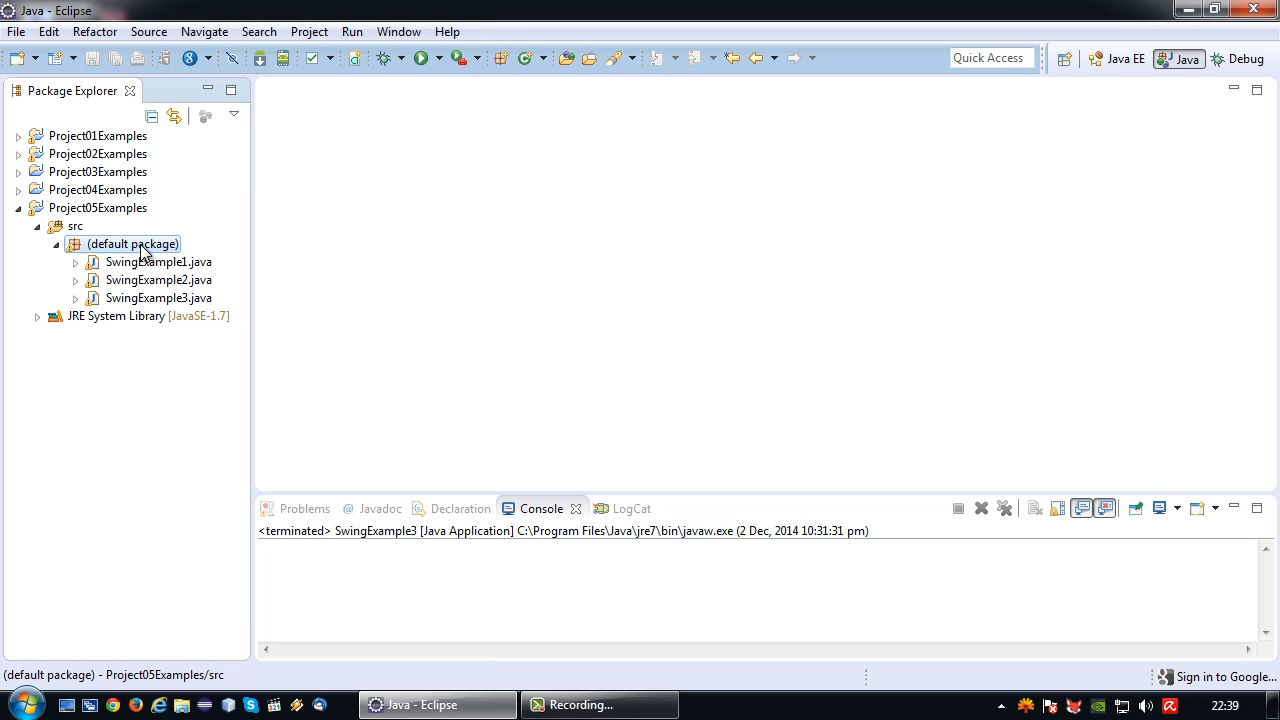 Java - Eclipse
File Edit Refactor Source Navigate Search Project Run Window Help
Quick Access
Java EE
Java
Debug
Package Explorer
Project01Examples
Project02Examples
Project03Examples
Project04Examples
Project05Examples
src
(default package)
SwingExample1.java
SwingExample2.java
SwingExample3.java
JRE System Library [JavaSE-1.7]
Problems @ Javadoc Declaration Console LogCat
<terminated> SwingExample3 [Java Application] C:\Program Files\Java\jre7\bin\javaw.exe (2 Dec, 2014 10:31:31 pm)
(default package) - Project05Examples/src
Sign in to Google...
Java - Eclipse
Recording...
22:39